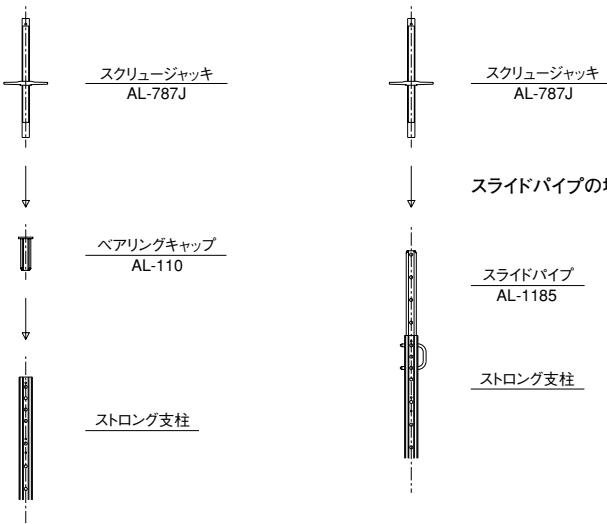 スクリュージャッキ
AL-787J
ベアリングキャップ
AL-110
ストロング支柱
スクリュージャッキ
AL-787J
スライドパイプの
スライドパイプ
AL-1185
ストロング支柱